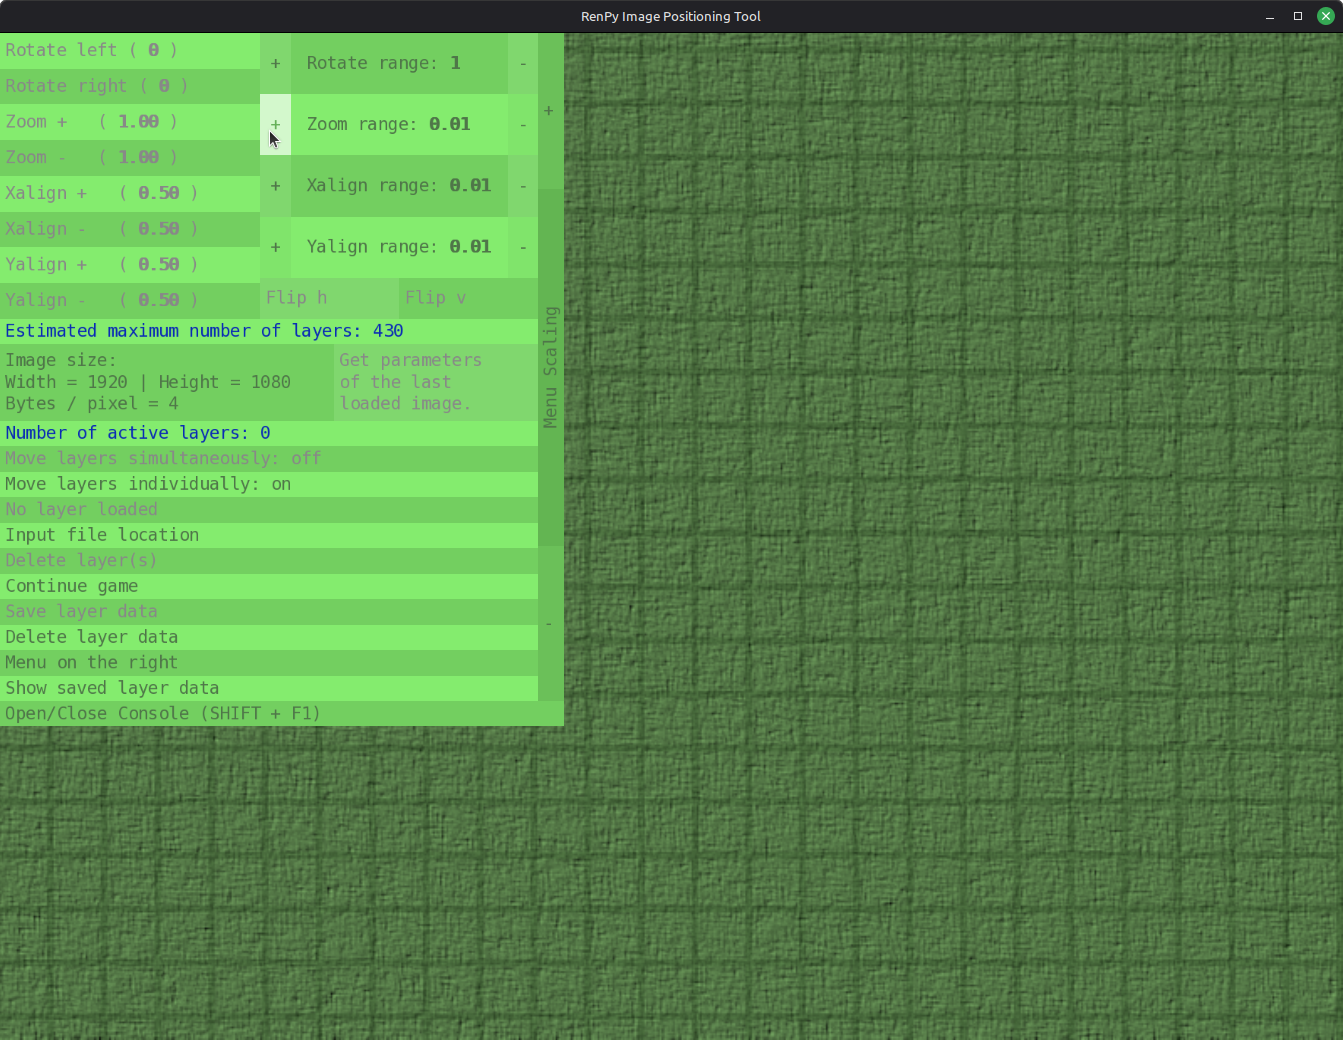 RenPy Image Positioning Tool
Rotate left ( 0 )
Rotate right ( 0 )
Zoom + ( 1.00 )
Zoom - ( 1.00 )
Xalign + ( 0.50 )
Xalign - ( 0.50 )
Yalign + ( 0.50 )
Yalign - ( 0.50 )
+ Rotate range: 1 -
+ Zoom range: 0.01 -
+ Xalign range: 0.01 -
+ Yalign range: 0.01 -
Flip h Flip v
+
Menu Scaling
-
Estimated maximum number of layers: 430
Image size:
Width = 1920 | Height = 1080
Bytes / pixel = 4
Get parameters
of the last
loaded image.
Number of active layers: 0
Move layers simultaneously: off
Move layers individually: on
No layer loaded
Input file location
Delete layer(s)
Continue game
Save layer data
Delete layer data
Menu on the right
Show saved layer data
Open/Close Console (SHIFT + F1)